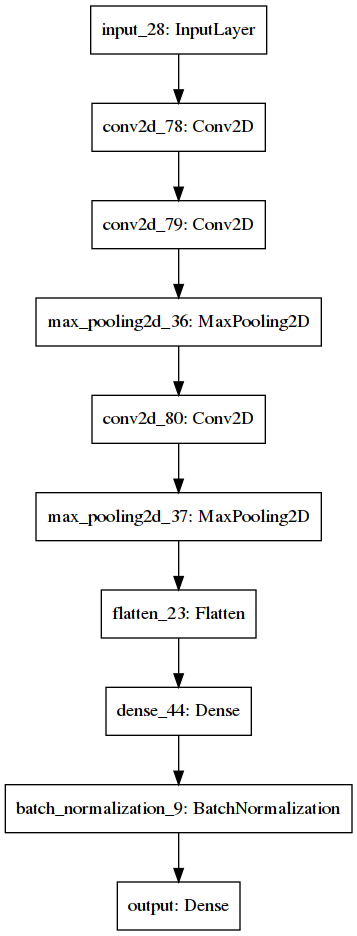 input_28: InputLayer
conv2d_78: Conv2D
conv2d_79: Conv2D
max_pooling2d_36: MaxPooling2D
conv2d_80: Conv2D
max_pooling2d_37: MaxPooling2D
flatten_23: Flatten
dense_44: Dense
batch_normalization_9: BatchNormalization
output: Dense